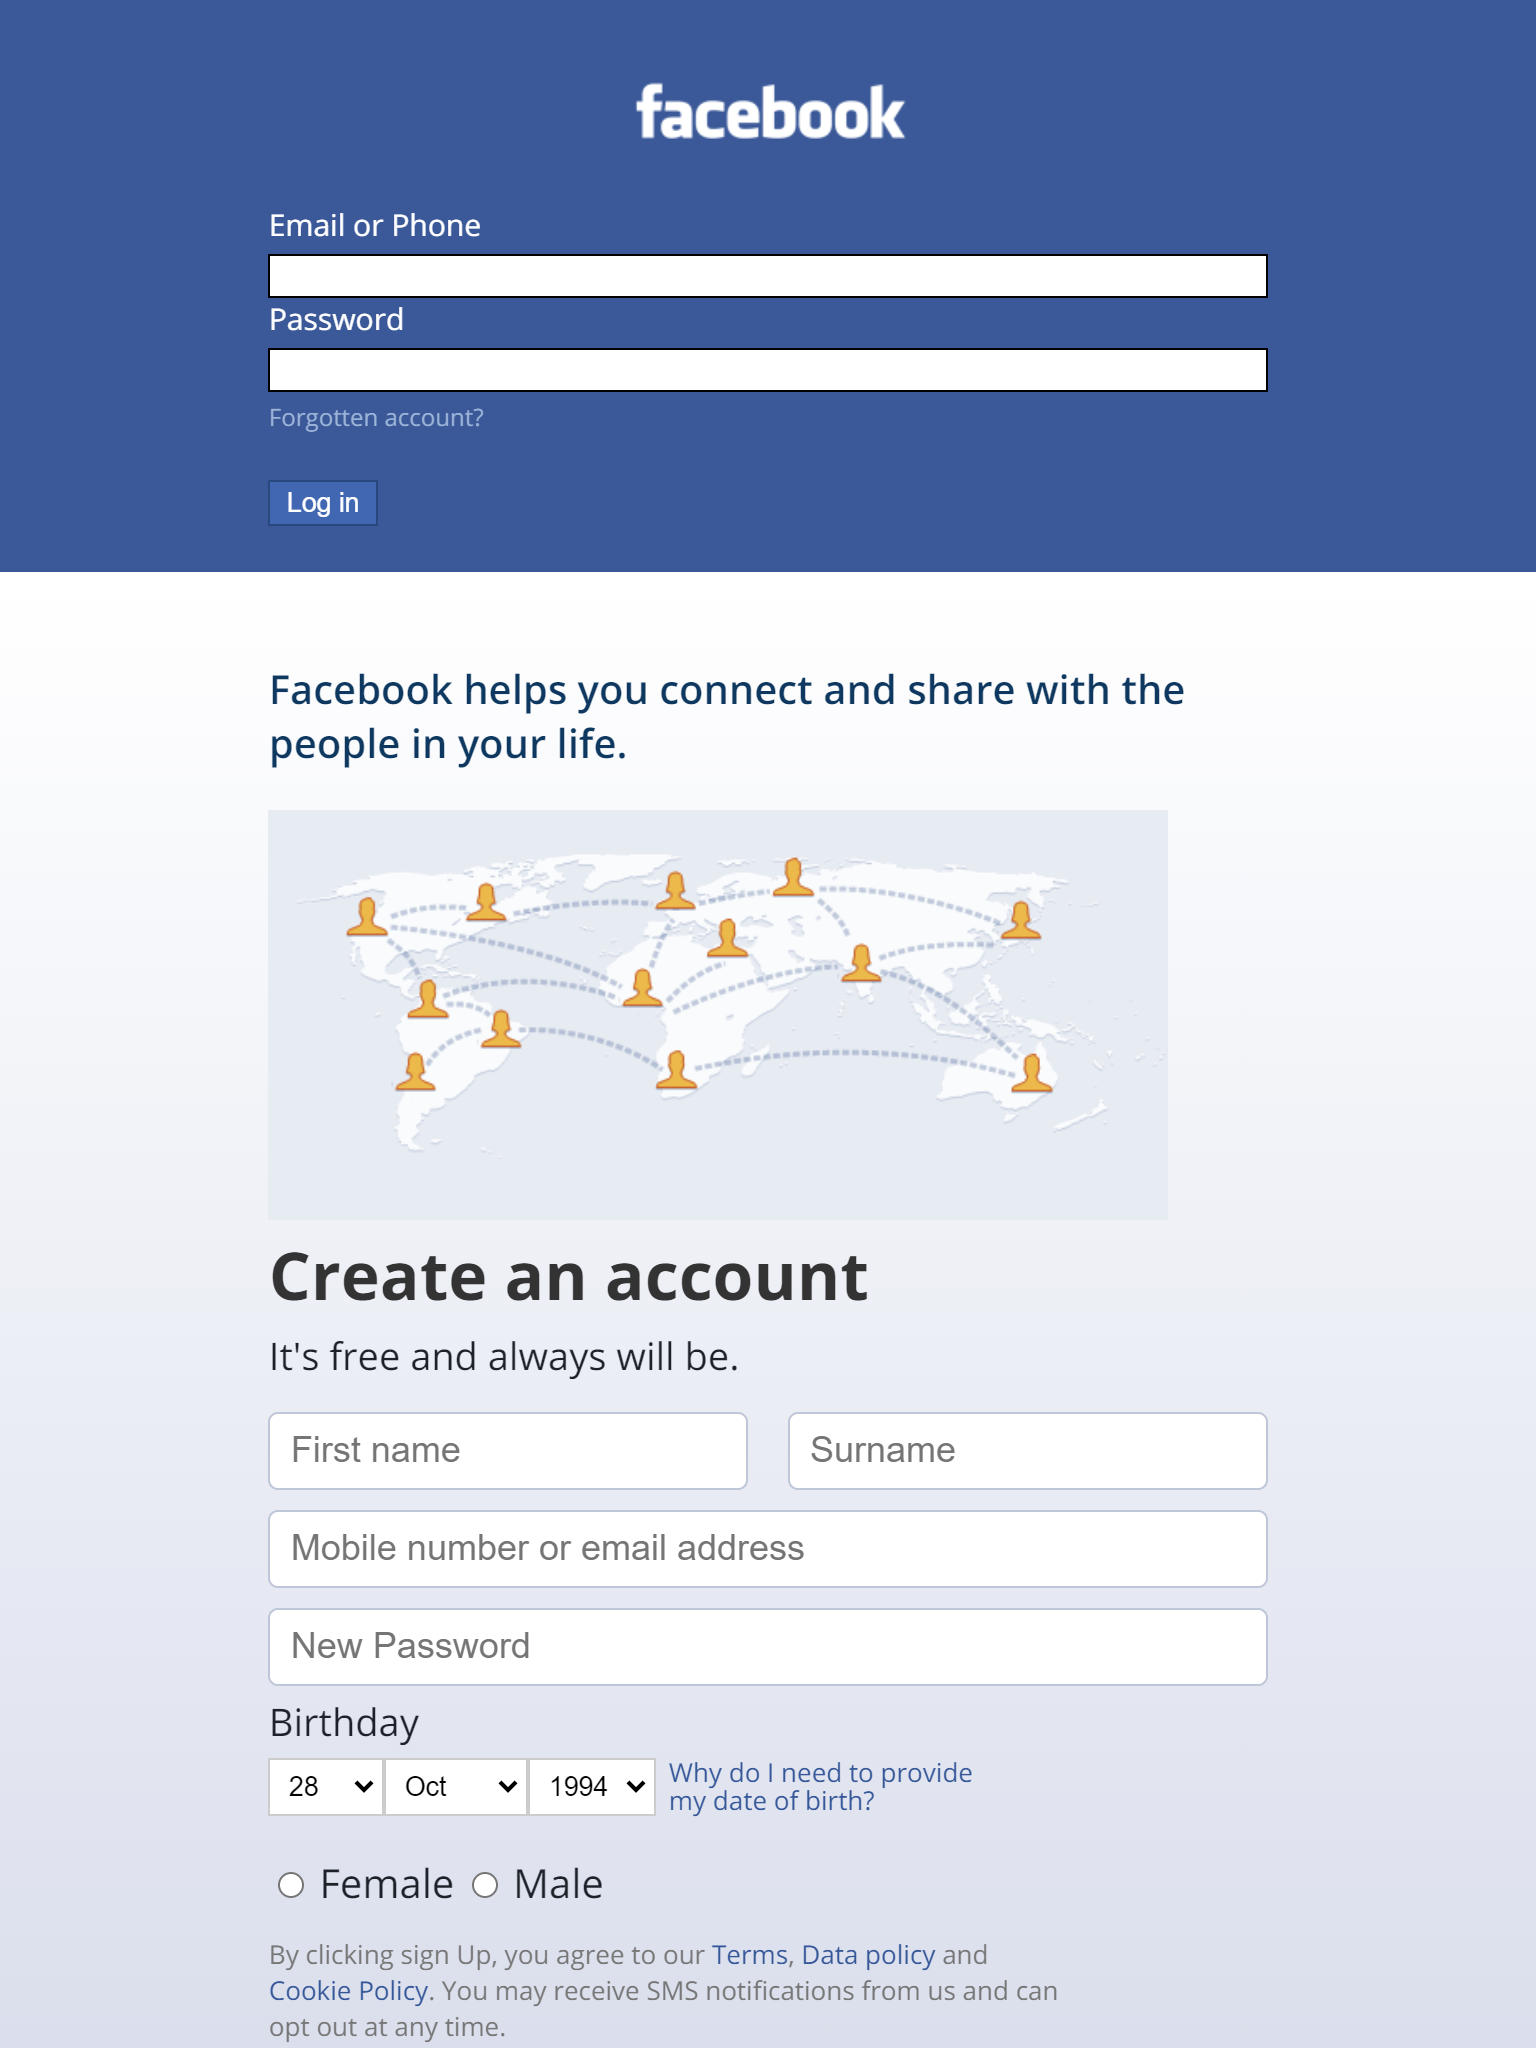 facebook
Email or Phone
Password
Forgotten account?
Log in
Facebook helps you connect and share with the
people in your life.
Create an account
It's free and always will be.
First name Surname
Mobile number or email address
New Password
Birthday
28 Oct 1994 Why do I need to provide
my date of birth?
Female Male
By clicking sign Up, you agree to our Terms, Data policy and
Cookie Policy. You may receive SMS notifications from us and can
opt out at any time.